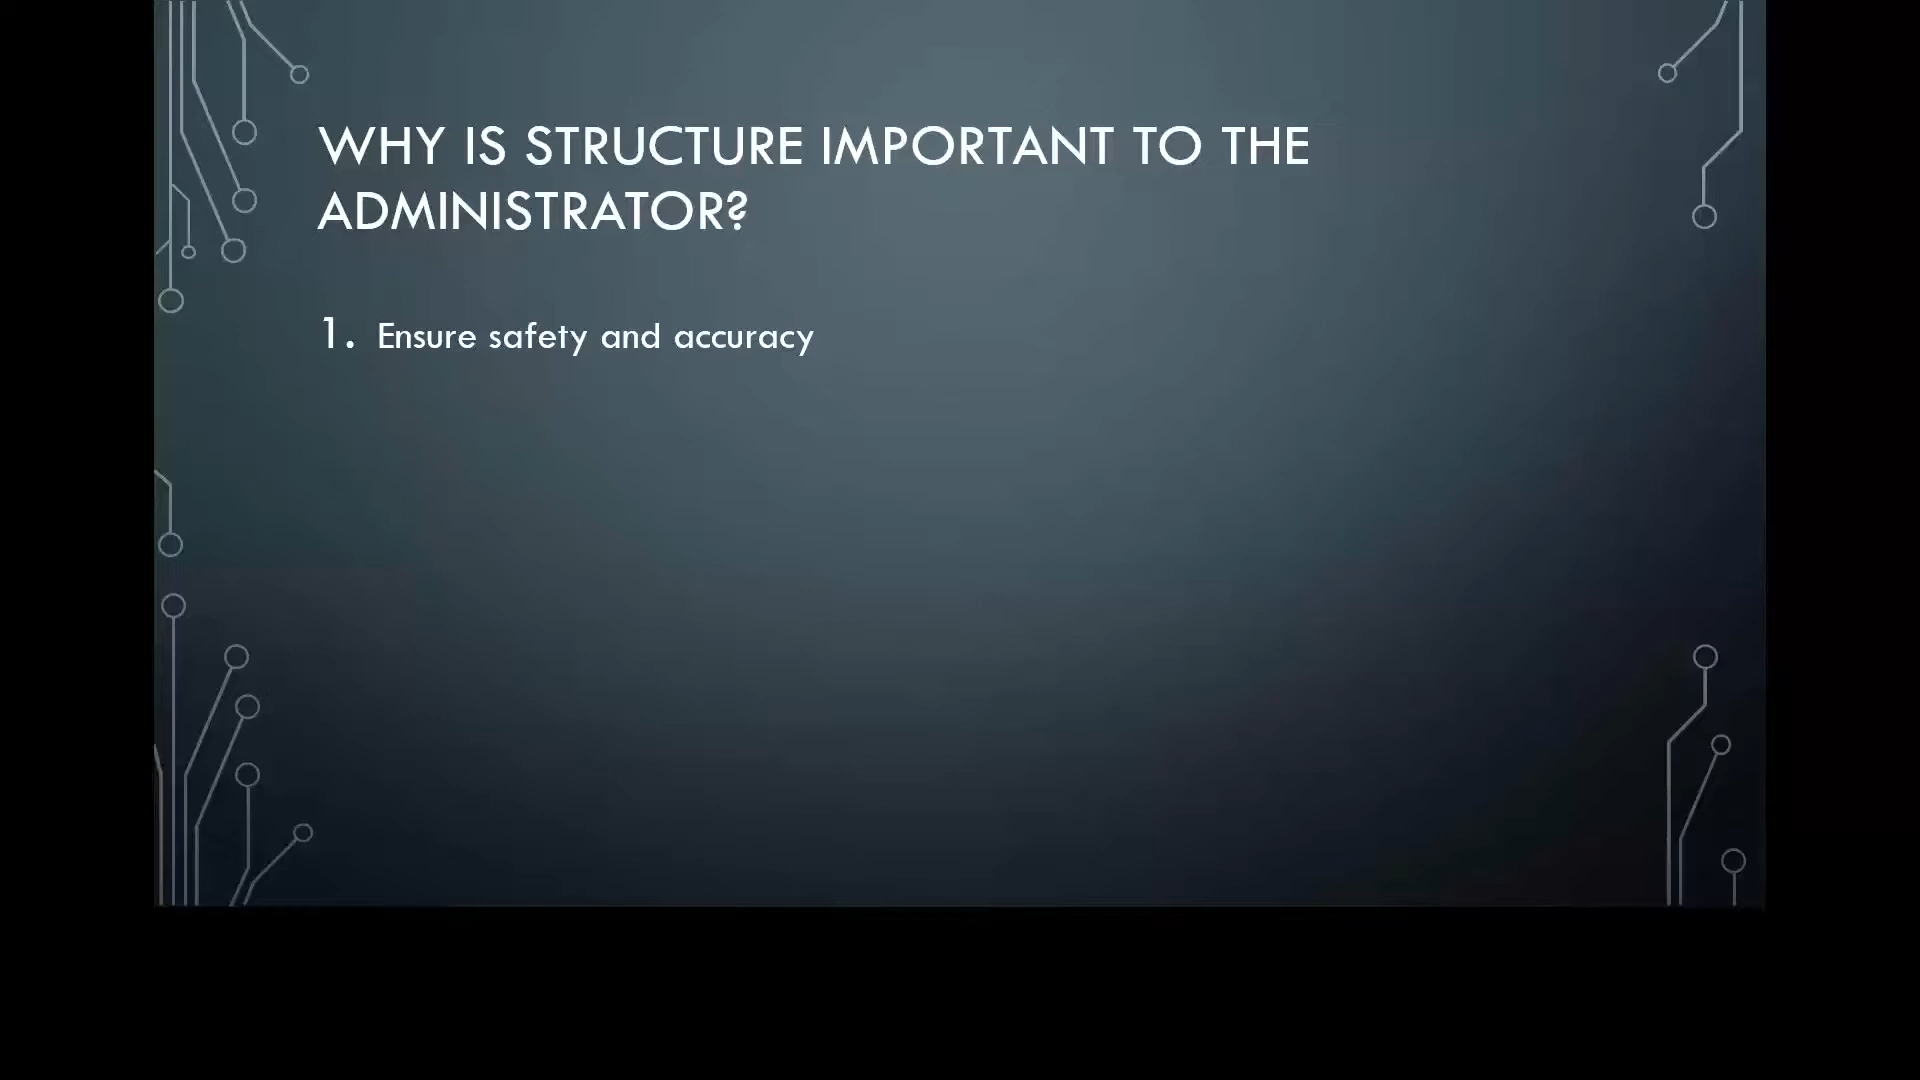 WHY IS STRUCTURE IMPORTANT TO THE
ADMINISTRATOR?
1. Ensure safety and accuracy